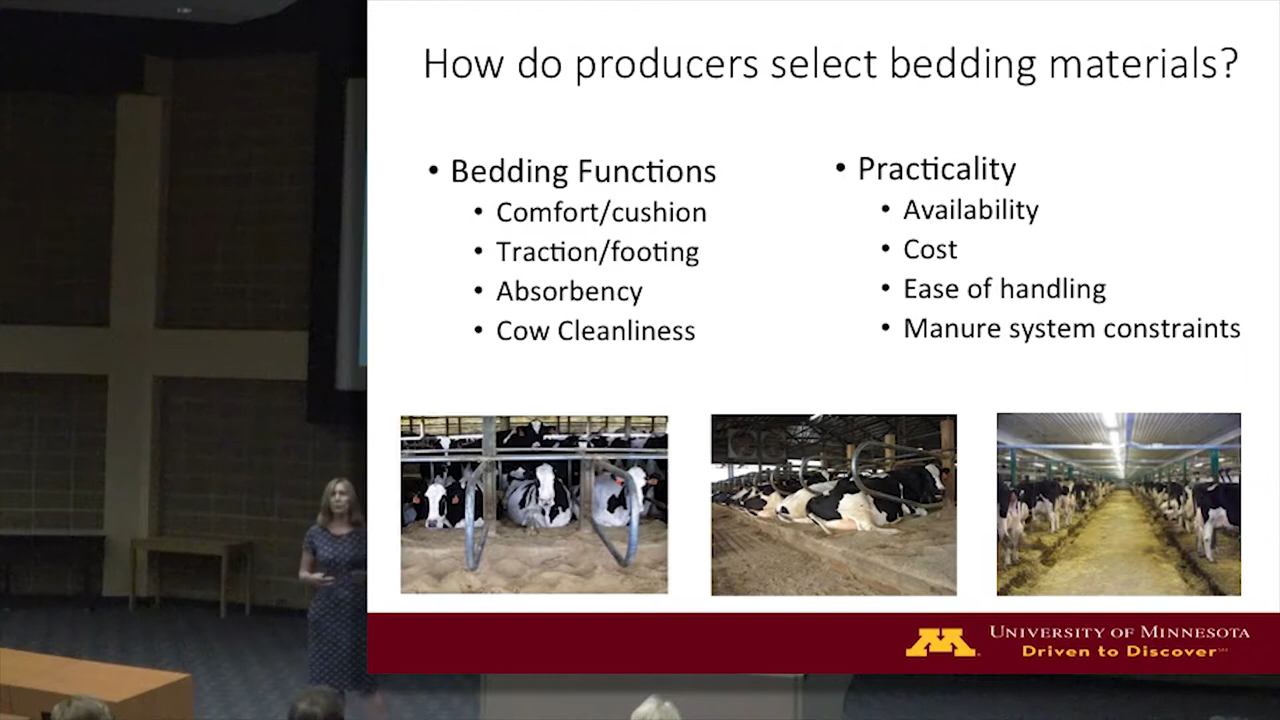 How do producers select bedding materials?
• Bedding Functions
• Comfort/cushion
• Traction/footing
• Absorbency
• Cow Cleanliness
• Practicality
• Availability
• Cost
• Ease of handling
• Manure system constraints
M
UNIVERSITY OF MINNESOTA
Driven to Discover℠